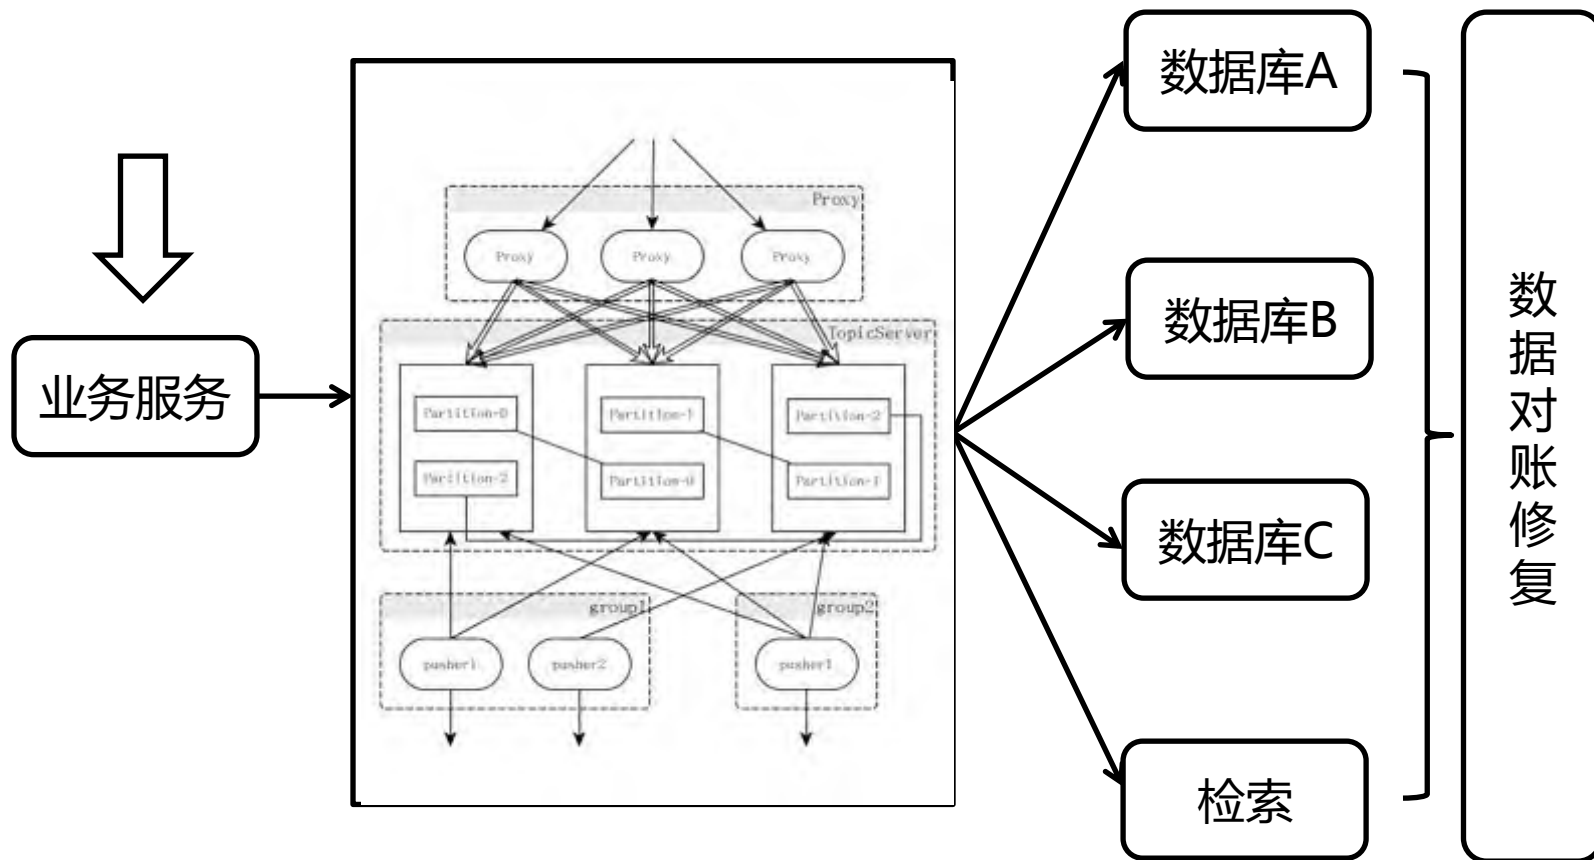 业务服务
Proxy
Proxy
Proxy
Proxy
TopicServer
Partition-0
Partition-2
Partition-1
Partition-0
Partition-2
Partition-1
group1
pusher1
pusher2
group2
pusher1
数据库A
数据库B
数据库C
检索
数据对账修复